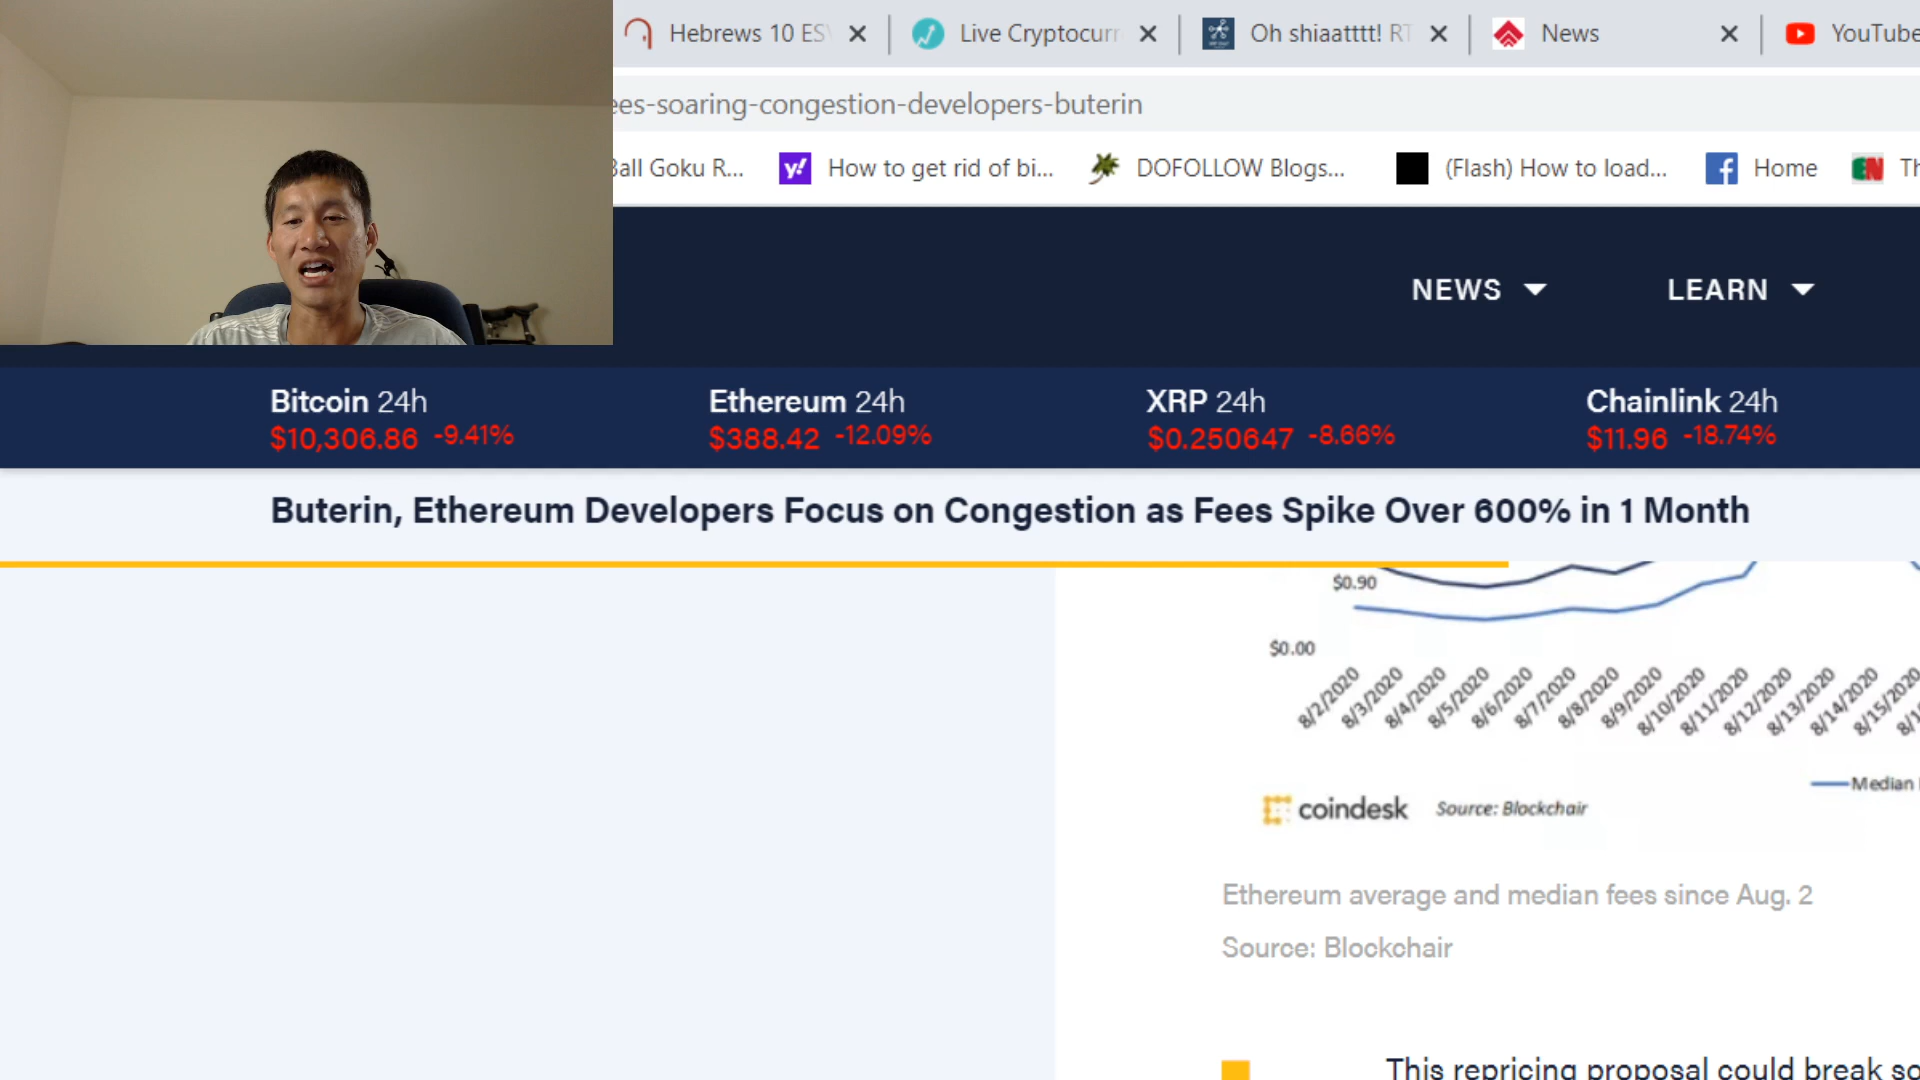 Hebrews 10 ES
Live Cryptocurr
Oh shiaatttt! RT
News
YouTube
ees-soaring-congestion-developers-buterin
Ball Goku R...
How to get rid of bi...
DOFOLLOW Blogs...
(Flash) How to load...
Home
Th
NEWS
LEARN
Bitcoin 24h
$10,306.86 -9.41%
Ethereum 24h
$388.42 -12.09%
XRP 24h
$0.250647 -8.66%
Chainlink 24h
$11.96 -18.74%
Buterin, Ethereum Developers Focus on Congestion as Fees Spike Over 600% in 1 Month
$0.90
$0.00
8/2/2020
8/3/2020
8/4/2020
8/5/2020
8/6/2020
8/7/2020
8/8/2020
8/9/2020
8/10/2020
8/11/2020
8/12/2020
8/13/2020
8/14/2020
8/15/2020
Median
coindesk Source: Blockchair
Ethereum average and median fees since Aug. 2
Source: Blockchair
This repricing proposal could break so